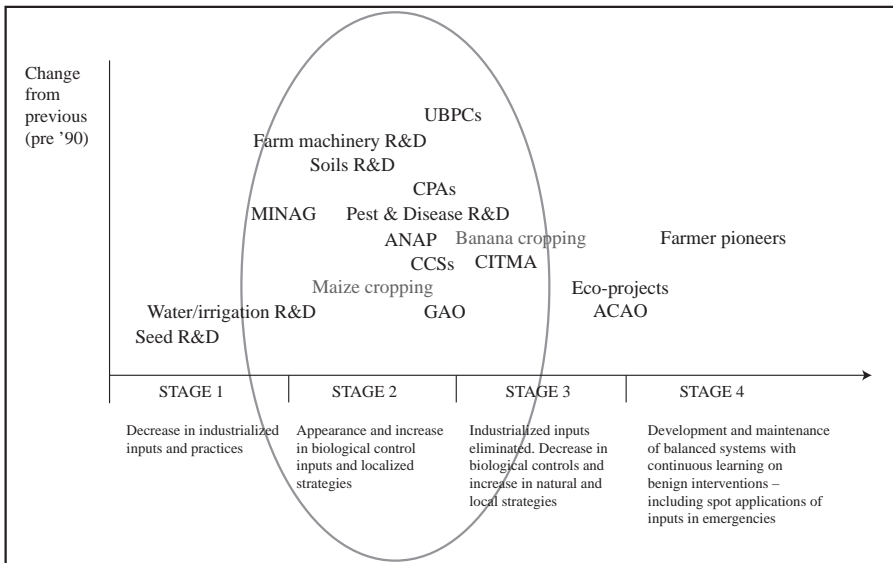 Change
from
previous
(pre ’90)
UBPCs
Farm machinery R&D
Soils R&D
CPAs
MINAG
Pest & Disease R&D
ANAP
Banana cropping
Farmer pioneers
CCSs
CITMA
Maize cropping
Eco-projects
Water/irrigation R&D
GAO
ACAO
Seed R&D
STAGE 1
STAGE 2
STAGE 3
STAGE 4
Decrease in industrialized
inputs and practices
Appearance and increase
in biological control
inputs and localized
strategies
Industrialized inputs
eliminated. Decrease in
biological controls and
increase in natural and
local strategies
Development and maintenance
of balanced systems with
continuous learning on
benign interventions –
including spot applications of
inputs in emergencies